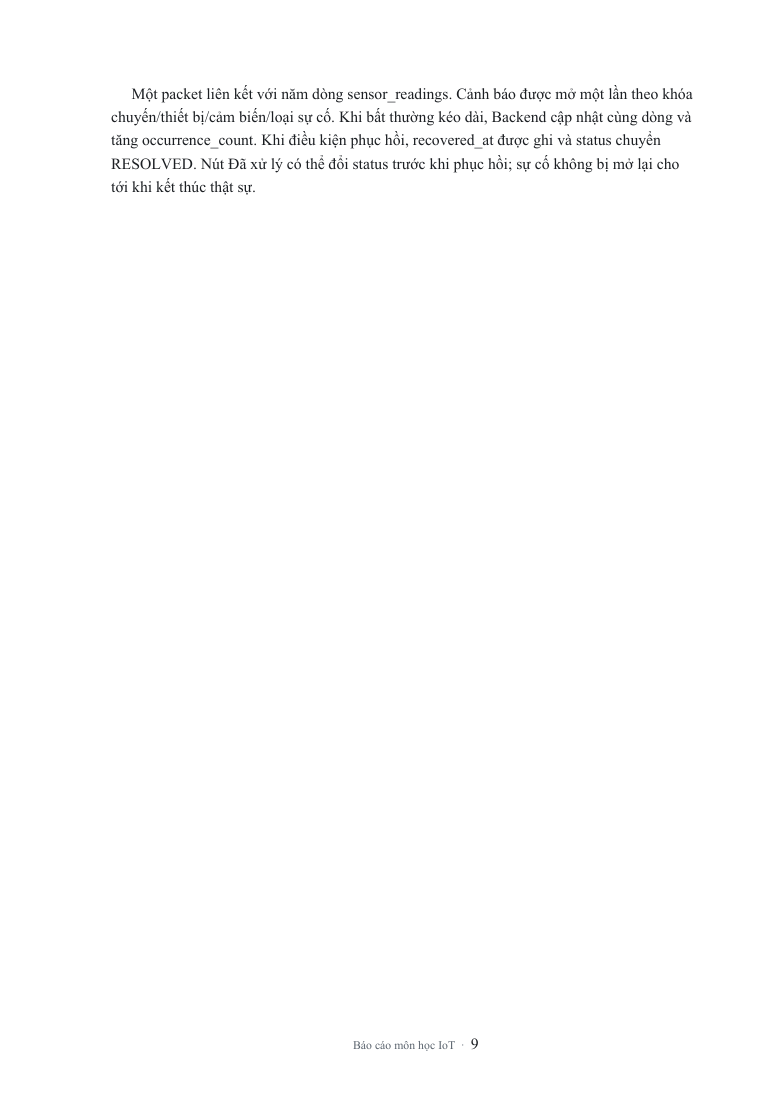 Một packet liên kết với năm dòng sensor_readings. Cảnh báo được mở một lần theo khóa
chuyến/thiết bị/cảm biến/loại sự cố. Khi bất thường kéo dài, Backend cập nhật cùng dòng và
tăng occurrence_count. Khi điều kiện phục hồi, recovered_at được ghi và status chuyển
RESOLVED. Nút Đã xử lý có thể đổi status trước khi phục hồi; sự cố không bị mở lại cho
tới khi kết thúc thật sự.
Báo cáo môn học IoT · 9